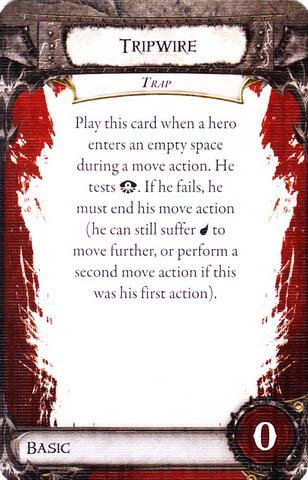 TRIPWIRE
TRAP
Play this card when a hero
enters an empty space
during a move action. He
tests . If he fails, he
must end his move action
(he can still suffer to
move further, or perform a
second move action if this
was his first action).
BASIC
0